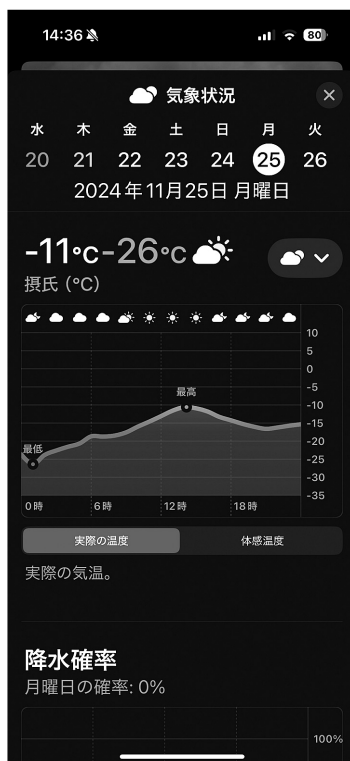 14:36 80
気象状況
水 木 金 土 日 月 火
20 21 22 23 24 25 26
2024年11月25日 月曜日
-11°C -26°C
摂氏 (°C)
10
5
0
-5
最高
-10
-15
最低
-20
-25
-30
-35
0時 6時 12時 18時
実際の温度 体感温度
実際の気温。
降水確率
月曜日の確率: 0%
100%